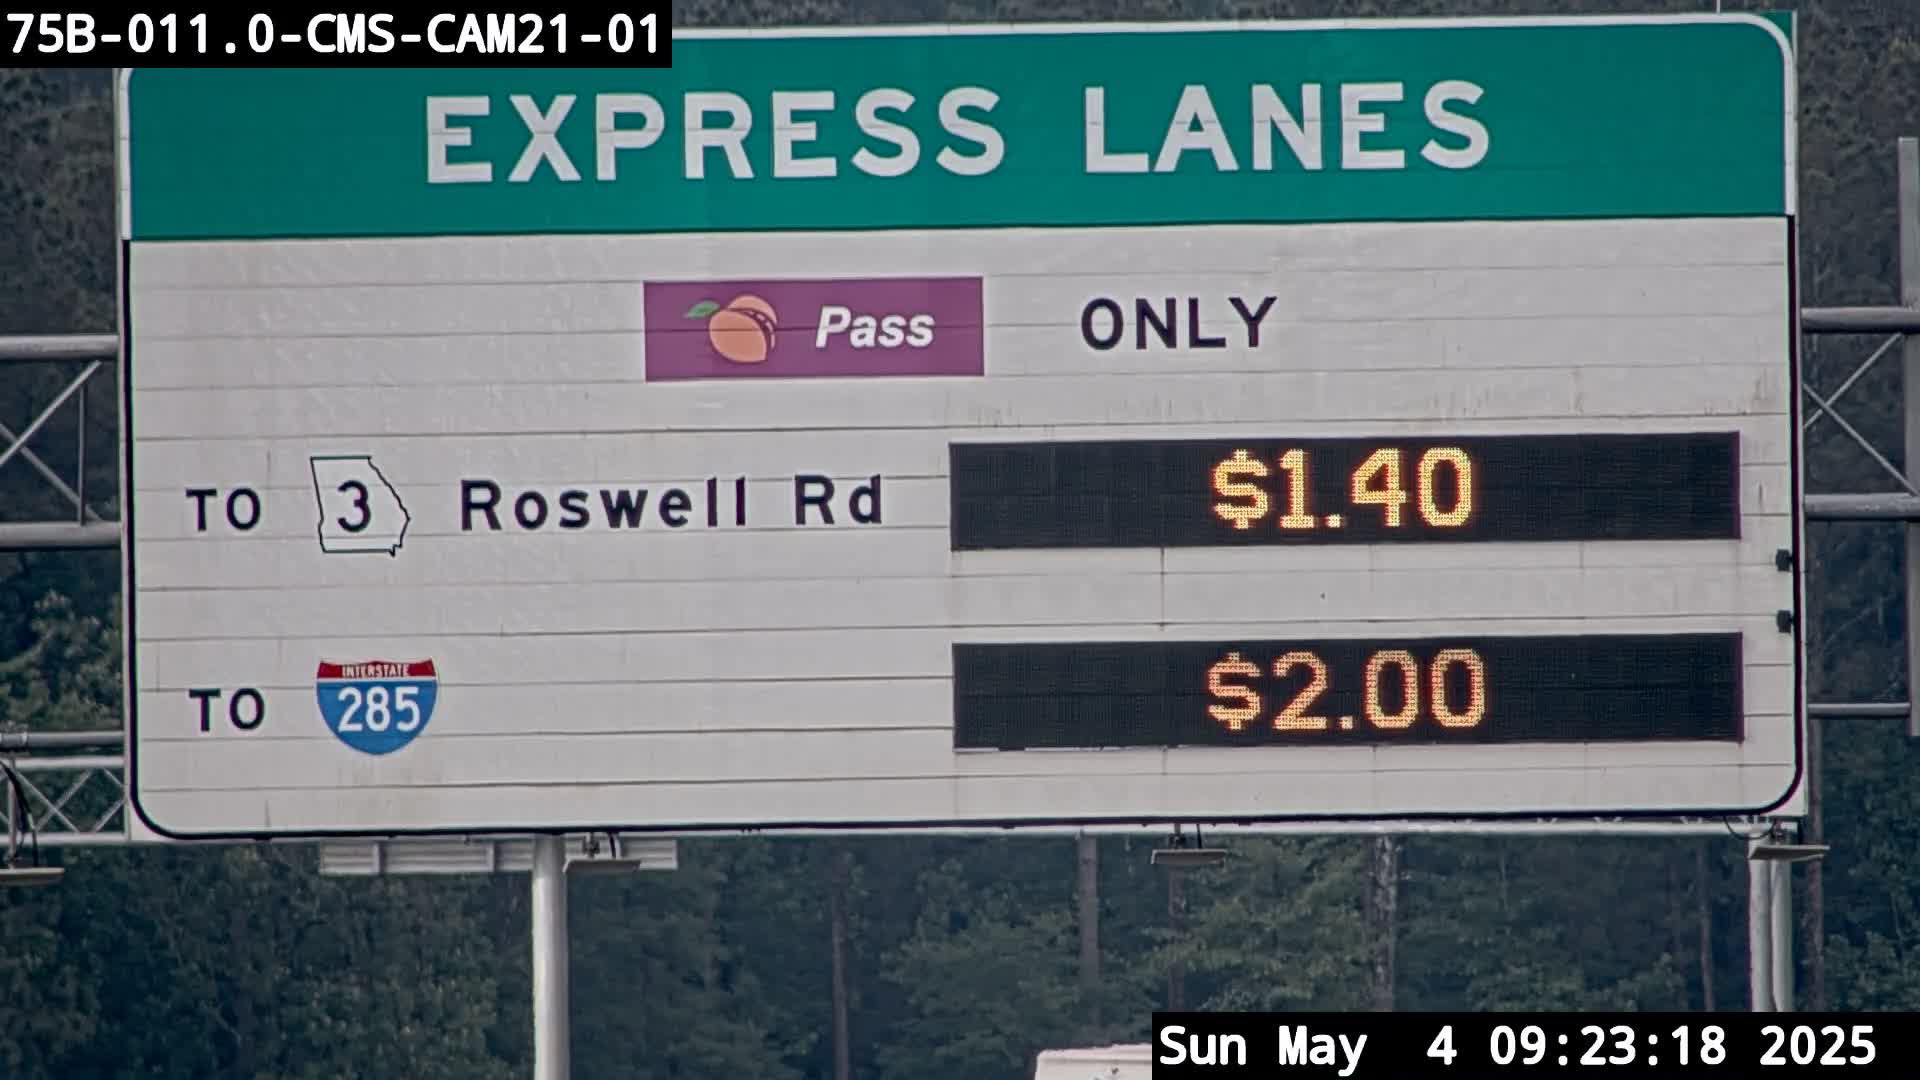 75B-011.0-CMS-CAM21-01
EXPRESS LANES
Pass ONLY
TO 3 Roswell Rd $1.40
TO INTERSTATE 285 $2.00
Sun May 4 09:23:18 2025